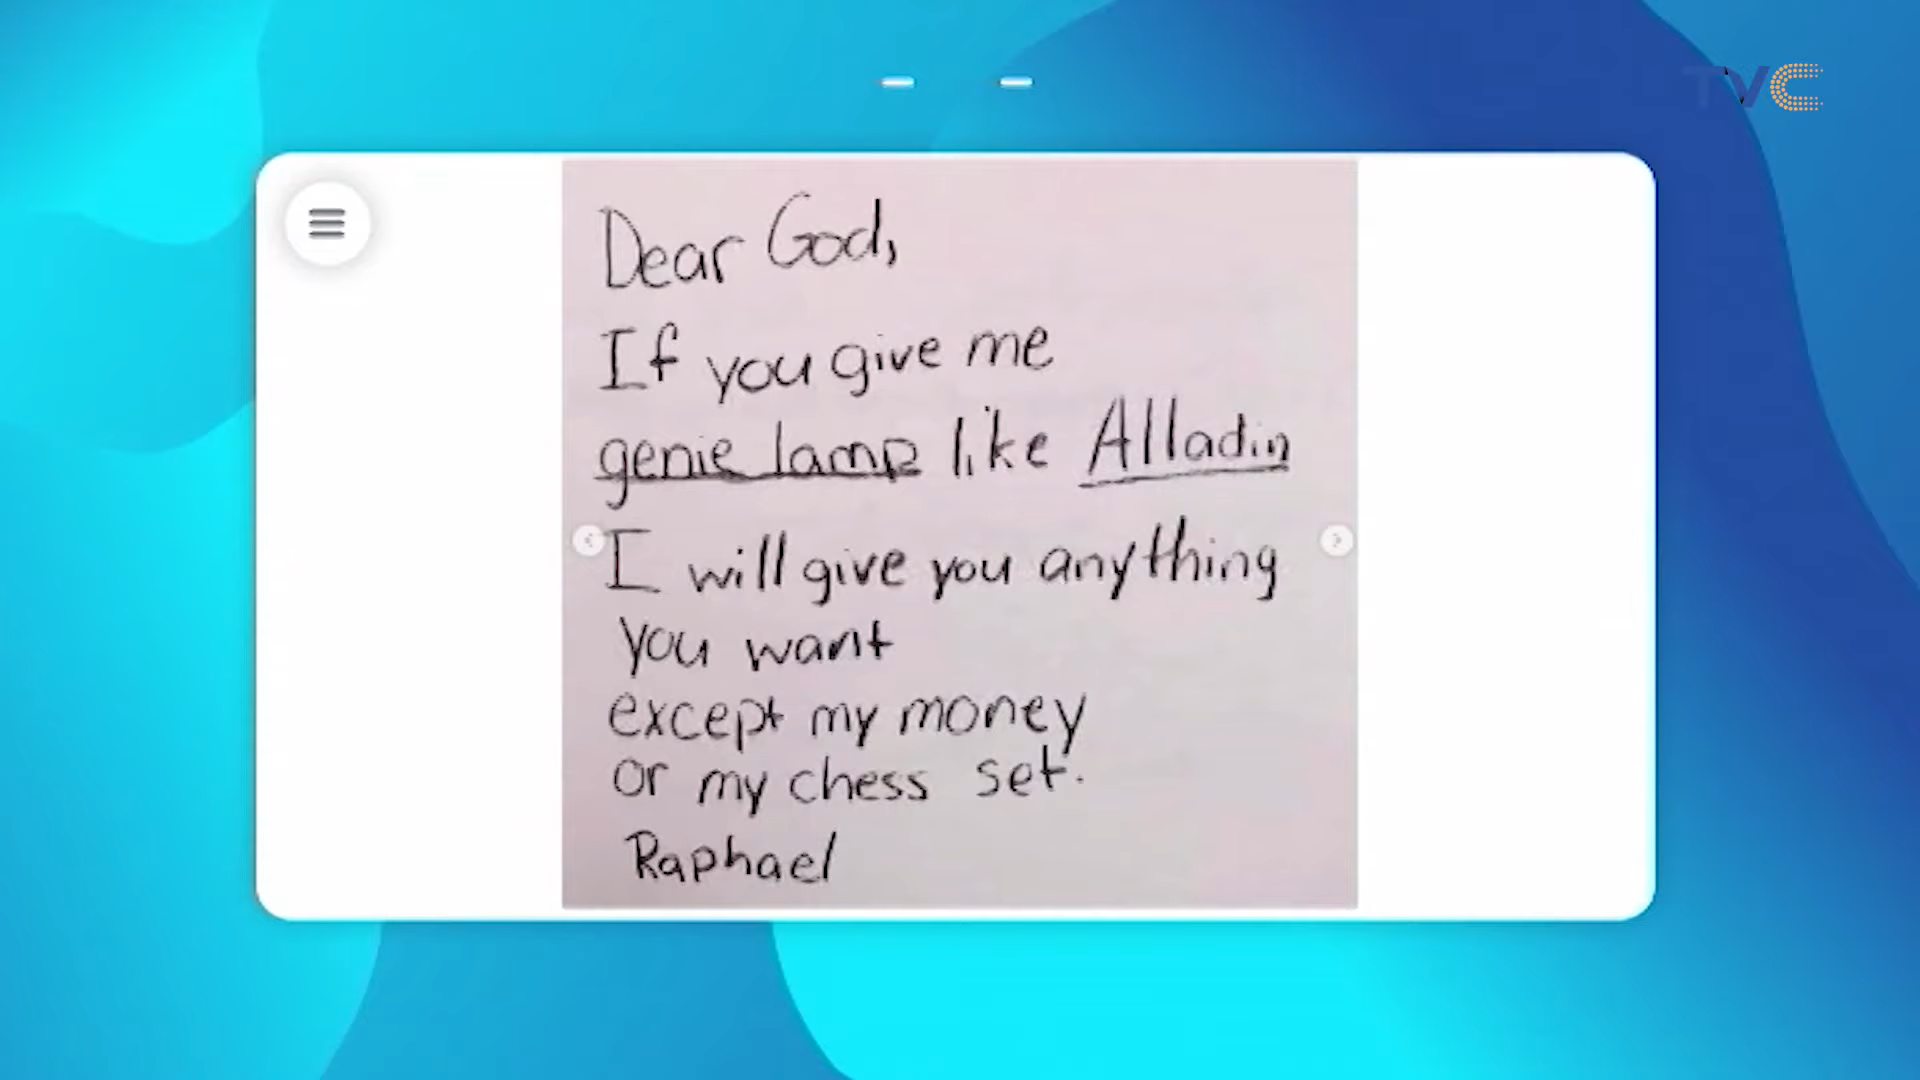 TVC
Dear God,
If you give me
genie lamp like Alladin
I will give you anything
you want
except my money
or my chess set.
Raphael